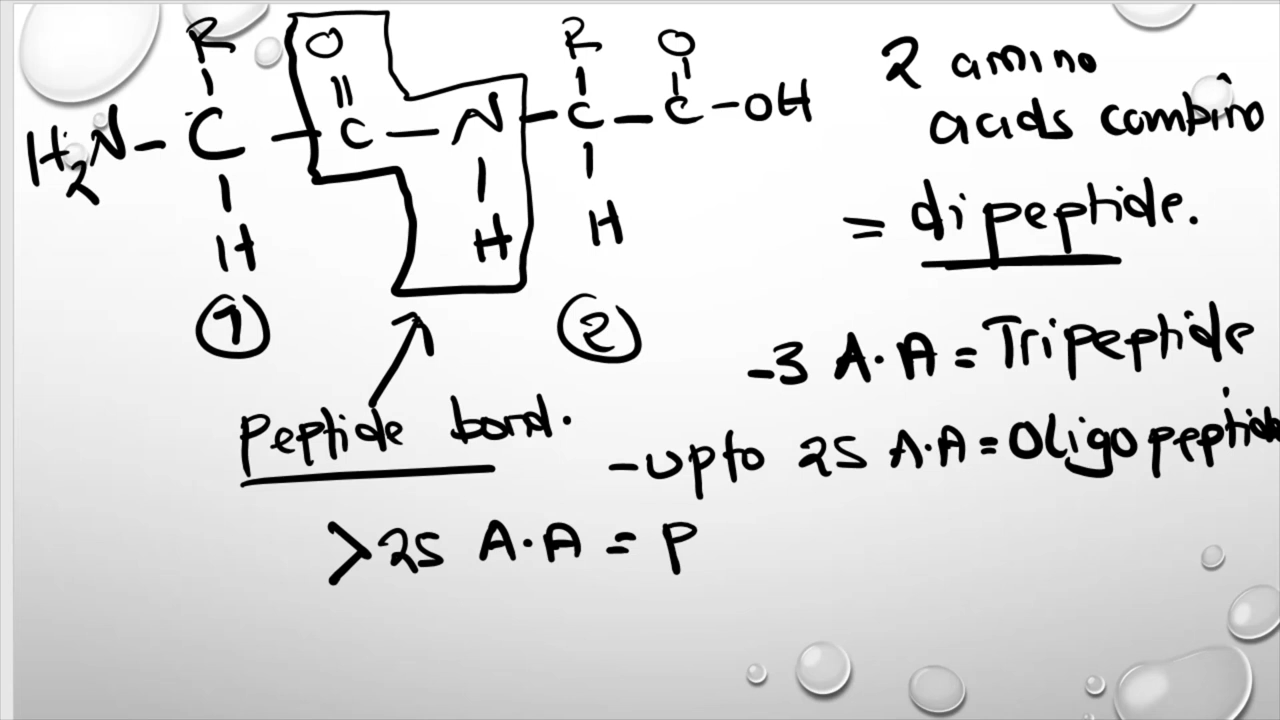 R O R O
H₂N - C - C - N - C - C - OH
H H H
1 2
Peptide bond.
2 amino
acids combine
= dipeptide.
-3 A.A = Tripeptide
-upto 25 A.A = Oligopeptide
>25 A.A = P